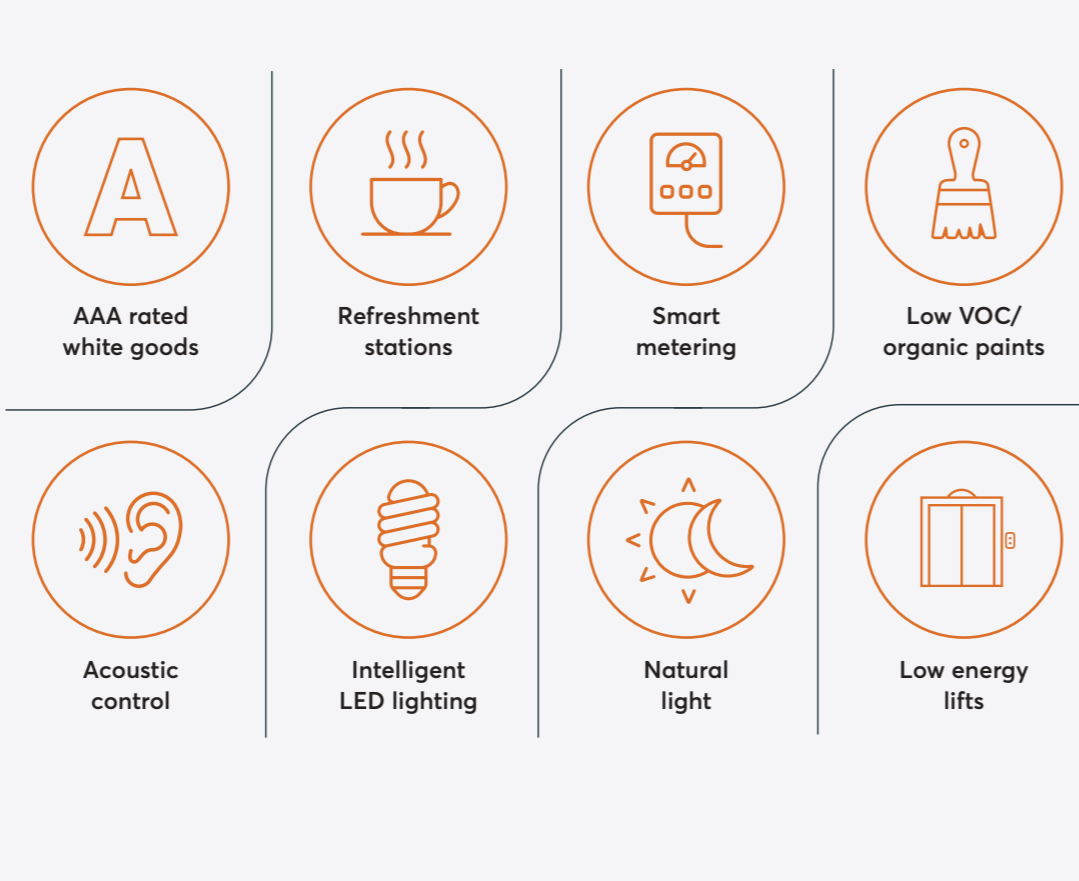 A
AAA rated
white goods
Refreshment
stations
Smart
metering
Low VOC/
organic paints
Acoustic
control
Intelligent
LED lighting
Natural
light
Low energy
lifts